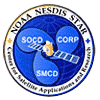 NOAA NESDIS STAR
SOCD
CORP
SMCD
Center for Satellite Applications and Research